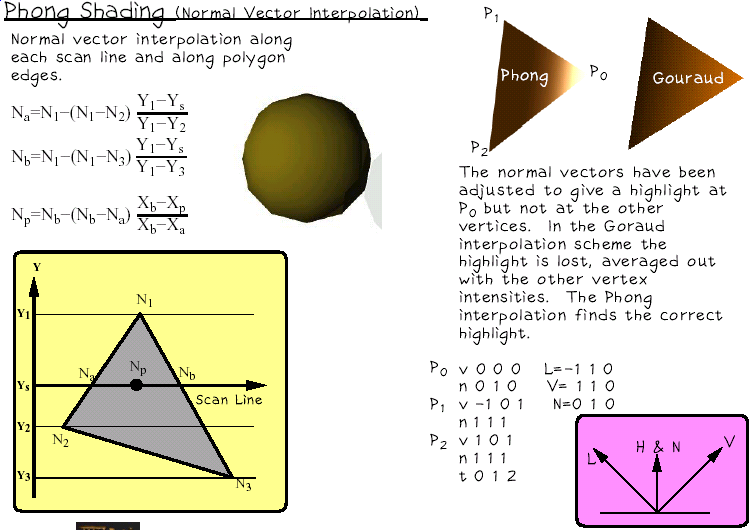 Phong Shading (Normal Vector Interpolation)
Normal vector interpolation along
each scan line and along polygon
edges.
Na=N1−(N1−N2) Y1−Ys
Y1−Y2
Nb=N1−(N1−N3) Y1−Ys
Y1−Y3
Np=Nb−(Nb−Na) Xb−Xp
Xb−Xa
Y
Y1
N1
Na
Np
Nb
Ys
Scan Line
Y2
N2
Y3
N3
P1
Phong
P0
P2
Gouraud
The normal vectors have been
adjusted to give a highlight at
P0 but not at the other
vertices. In the Goraud
interpolation scheme the
highlight is lost, averaged out
with the other vertex
intensities. The Phong
interpolation finds the correct
highlight.
P0 v 0 0 0 L=-1 1 0
n 0 1 0 V= 1 1 0
P1 v -1 0 1 N=0 1 0
n 1 1 1
P2 v 1 0 1
n 1 1 1
t 0 1 2
L
H & N
V